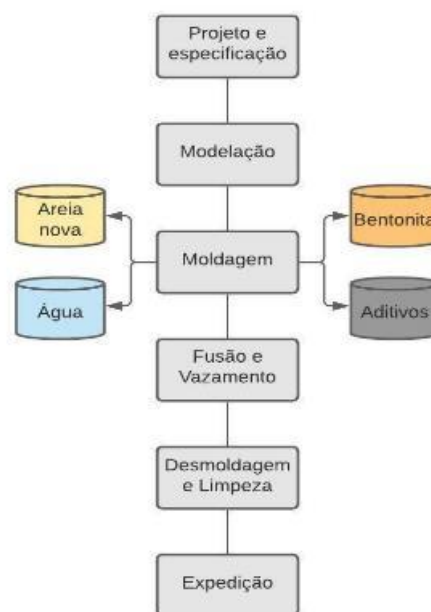 Projeto e
especificação
Modelação
Areia
nova
Bentonita
Moldagem
Água
Aditivos
Fusão e
Vazamento
Desmoldagem
e Limpeza
Expedição